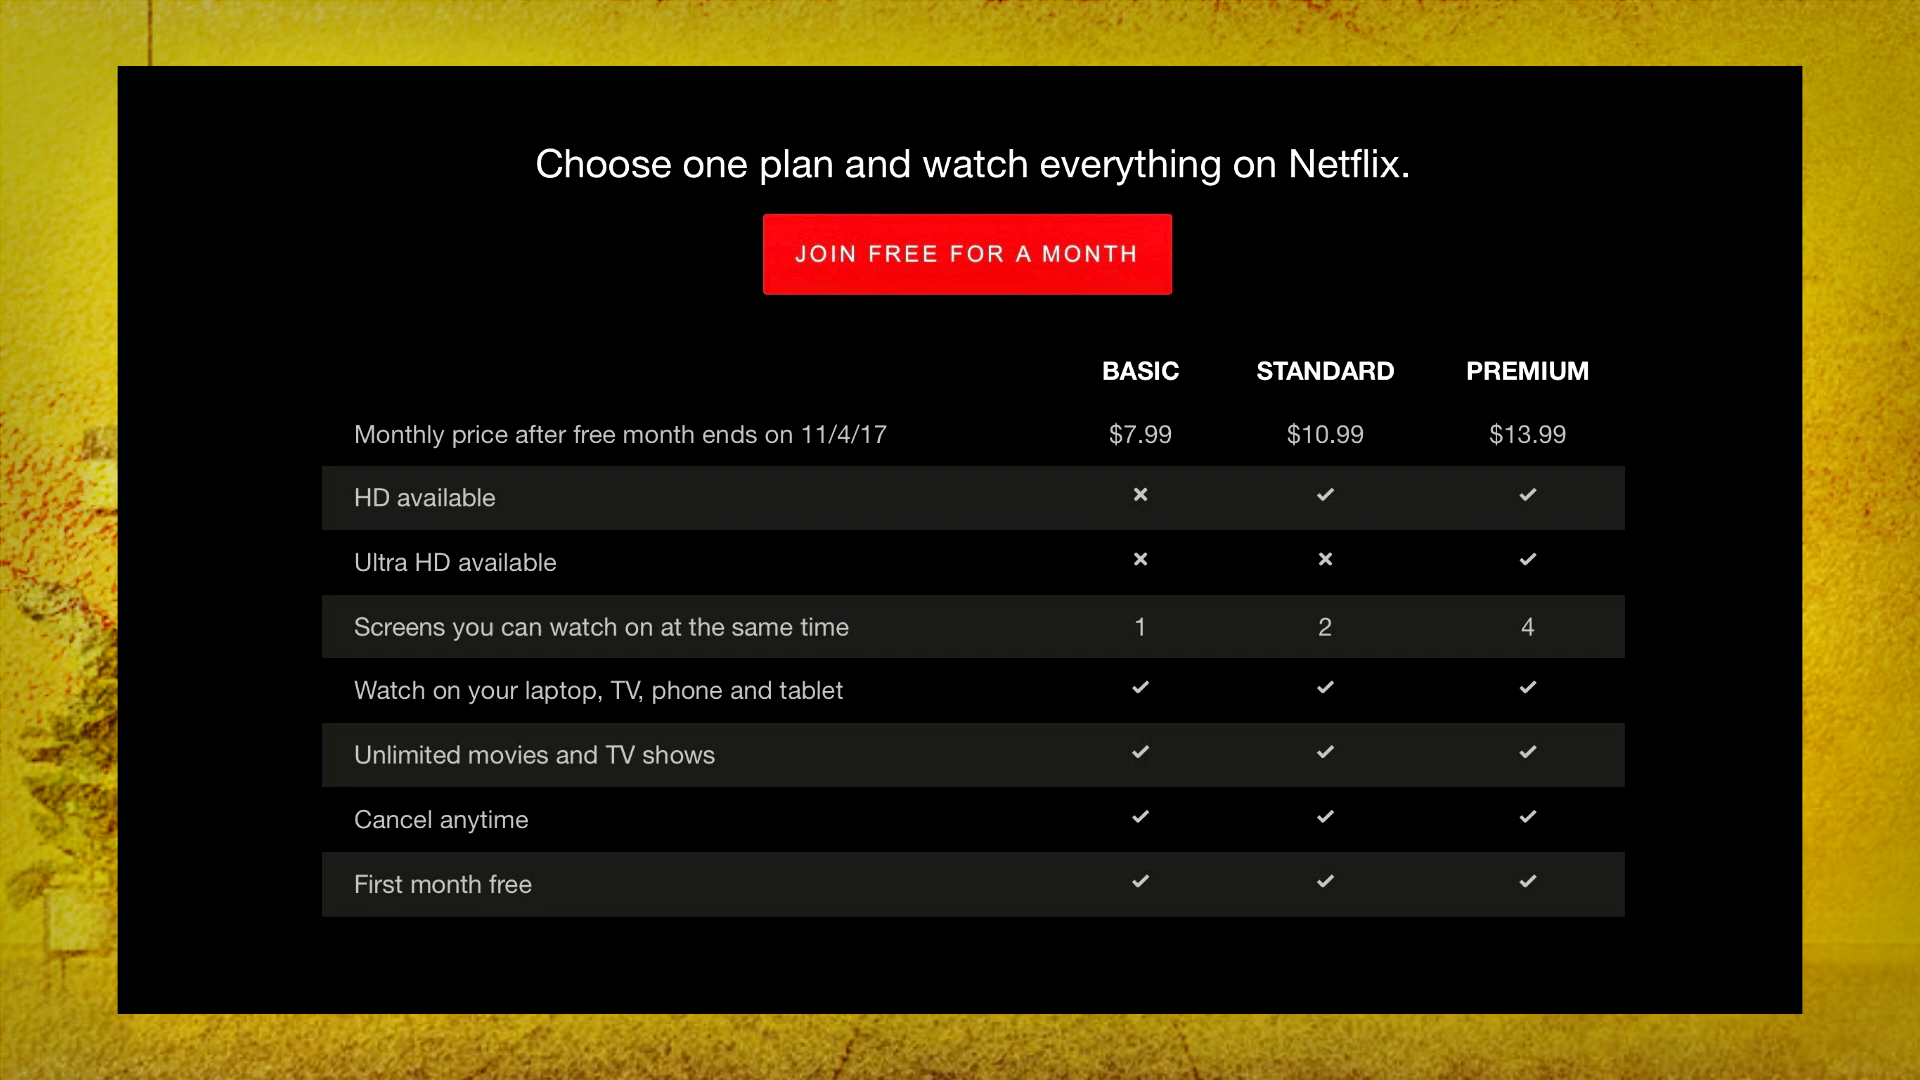 Choose one plan and watch everything on Netflix.
JOIN FREE FOR A MONTH
BASIC STANDARD PREMIUM
Monthly price after free month ends on 11/4/17 $7.99 $10.99 $13.99
HD available
Ultra HD available
Screens you can watch on at the same time 1 2 4
Watch on your laptop, TV, phone and tablet
Unlimited movies and TV shows
Cancel anytime
First month free